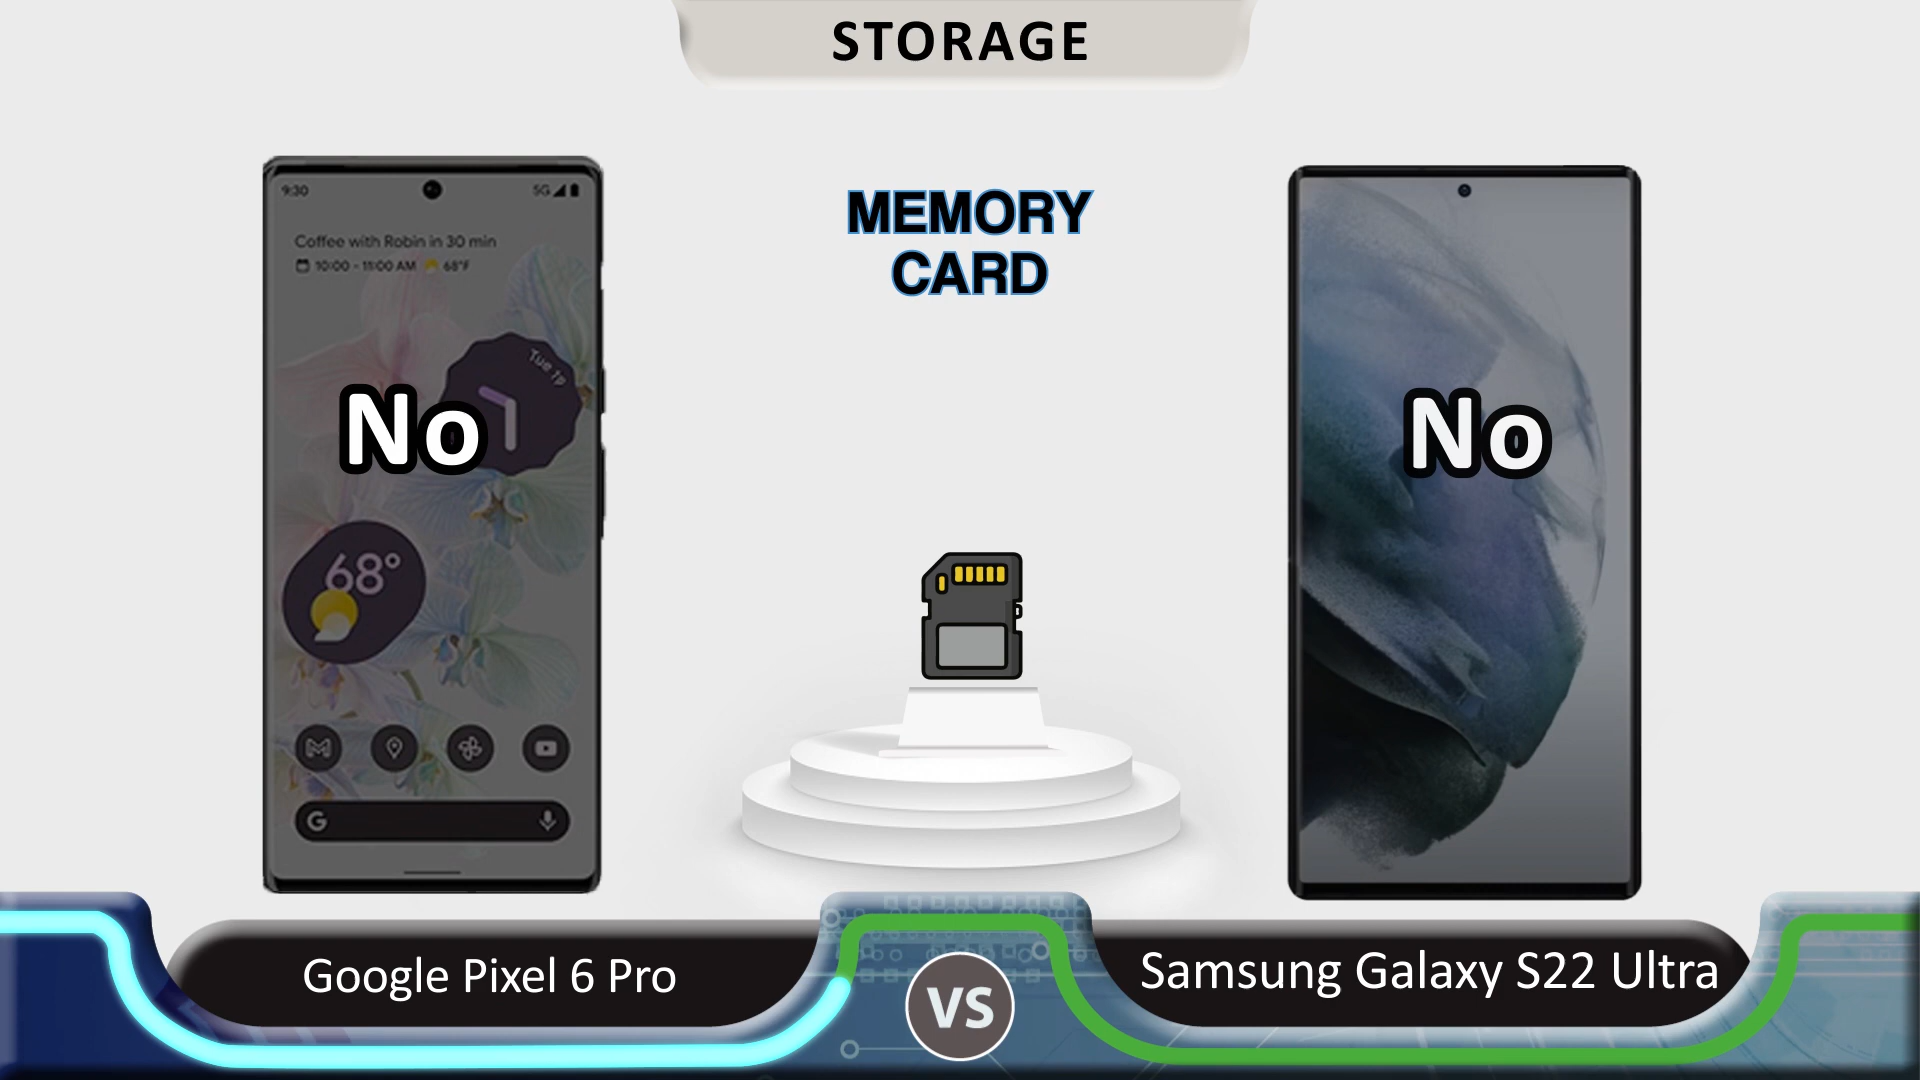 STORAGE
MEMORY
CARD
9:30
5G
Coffee with Robin in 30 min
10:00 - 11:00 AM 68°F
Tue
No
68°
G
No
Google Pixel 6 Pro
VS
Samsung Galaxy S22 Ultra